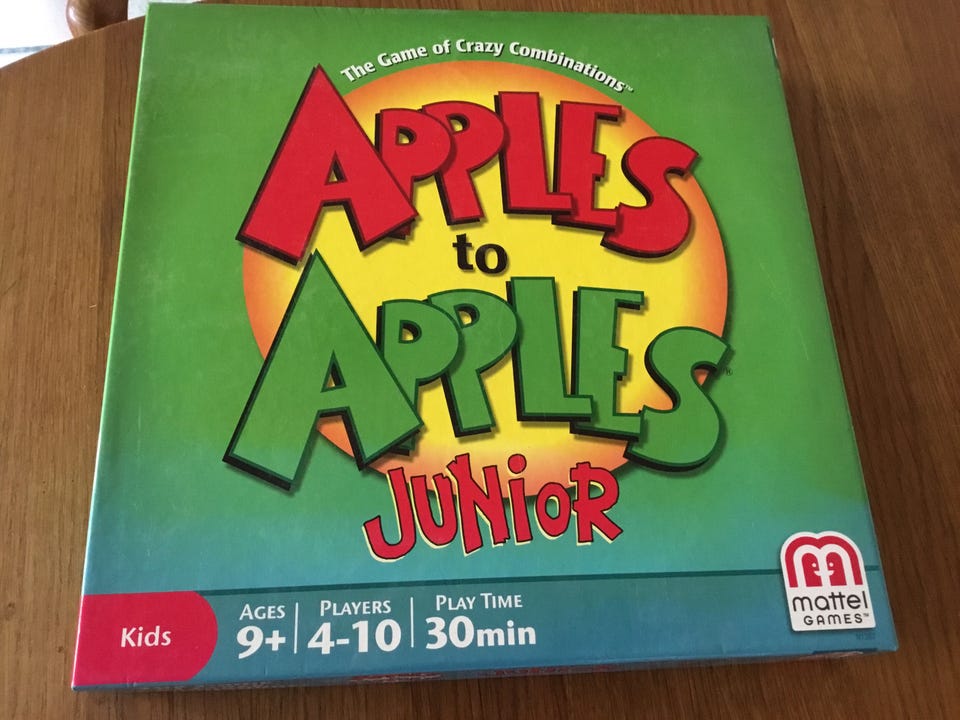 The Game of Crazy Combinations™
APPLES
to
APPLES®
JUNIOR
Kids
AGES
9+
PLAYERS
4-10
PLAY TIME
30min
m
mattel
GAMES™